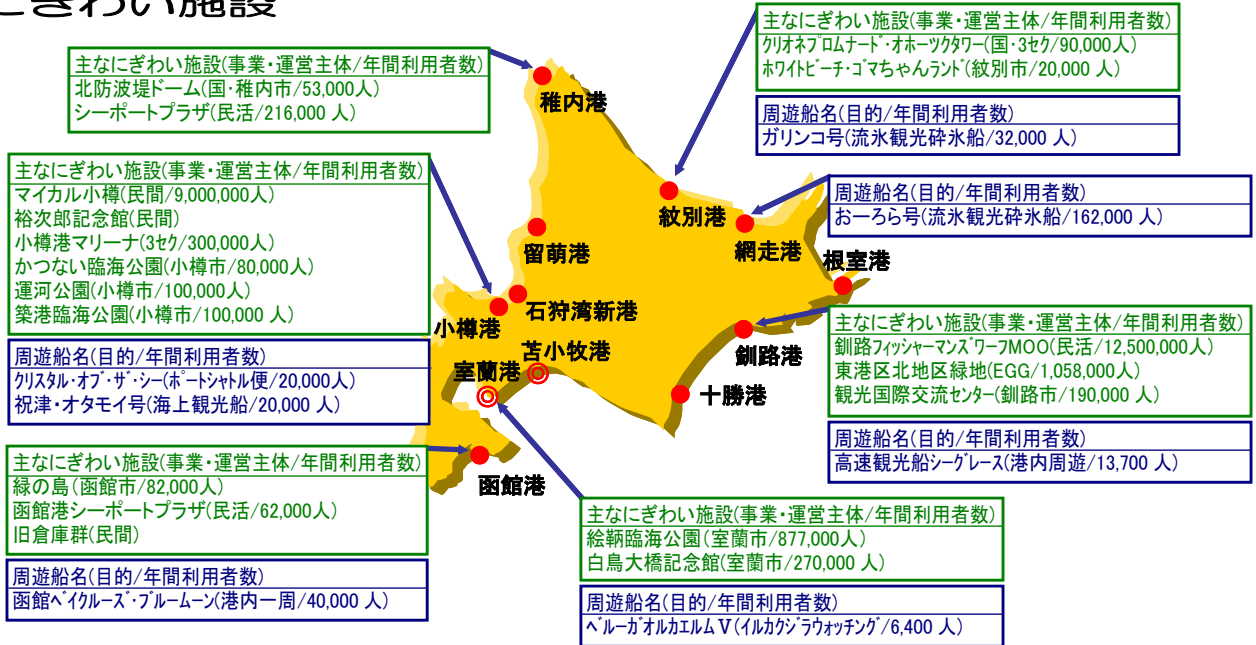 にぎわい施設
主なにぎわい施設(事業・運営主体/年間利用者数)
北防波堤ドーム(国・稚内市/53,000人)
シーポートプラザ(民活/216,000 人)
主なにぎわい施設(事業・運営主体/年間利用者数)
クリオネプロムナード・オホーツクタワー(国・3セク/90,000人)
ホワイトビーチ・ゴマちゃんランド(紋別市/20,000 人)
周遊船名(目的/年間利用者数)
ガリンコ号(流氷観光砕氷船/32,000 人)
周遊船名(目的/年間利用者数)
おーろら号(流氷観光砕氷船/162,000 人)
主なにぎわい施設(事業・運営主体/年間利用者数)
マイカル小樽(民間/9,000,000人)
裕次郎記念館(民間)
小樽港マリーナ(3セク/300,000人)
かつない臨海公園(小樽市/80,000人)
運河公園(小樽市/100,000人)
築港臨海公園(小樽市/100,000 人)
周遊船名(目的/年間利用者数)
クリスタル・オブ・ザ・シー(ポートシャトル便/20,000人)
祝津・オタモイ号(海上観光船/20,000 人)
主なにぎわい施設(事業・運営主体/年間利用者数)
緑の島(函館市/82,000人)
函館港シーポートプラザ(民活/62,000人)
旧倉庫群(民間)
周遊船名(目的/年間利用者数)
函館ベイクルーズ・ブルームーン(港内一周/40,000 人)
稚内港
紋別港
網走港
留萌港
根室港
石狩湾新港
小樽港
苫小牧港
釧路港
室蘭港
十勝港
函館港
主なにぎわい施設(事業・運営主体/年間利用者数)
釧路フィッシャーマンズワーフMOO(民活/12,500,000人)
東港区北地区緑地(EGG/1,058,000人)
観光国際交流センター(釧路市/190,000 人)
周遊船名(目的/年間利用者数)
高速観光船シーグレース(港内周遊/13,700 人)
主なにぎわい施設(事業・運営主体/年間利用者数)
絵鞆臨海公園(室蘭市/877,000人)
白鳥大橋記念館(室蘭市/270,000 人)
周遊船名(目的/年間利用者数)
ベルーガオルカエルムⅤ(イルカクジラウォッチング/6,400 人)